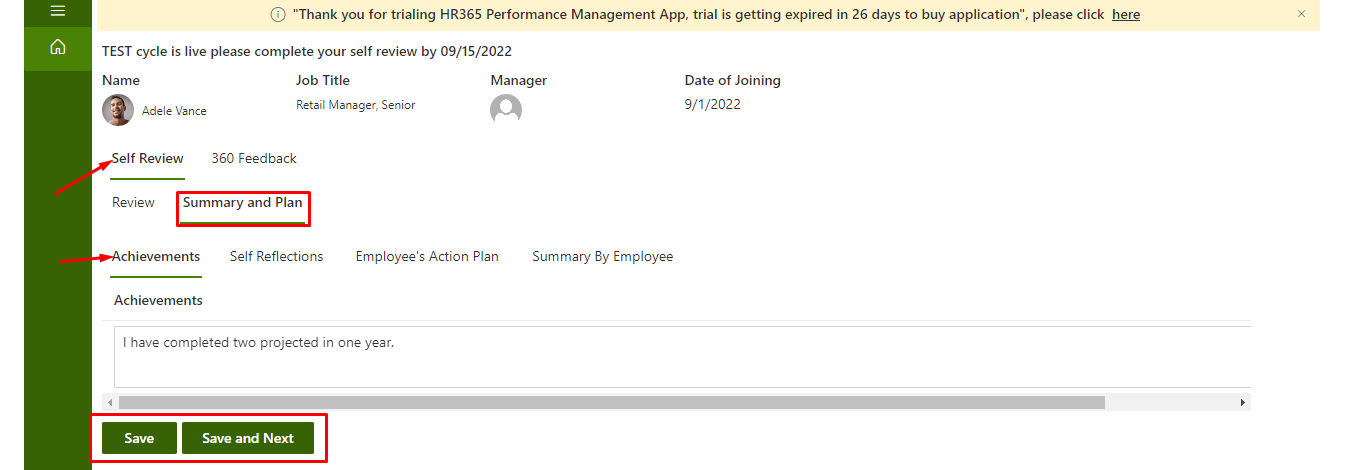 "Thank you for trialing HR365 Performance Management App, trial is getting expired in 26 days to buy application", please click here
TEST cycle is live please complete your self review by 09/15/2022
Name Job Title Manager Date of Joining
Adele Vance Retail Manager, Senior 9/1/2022
Self Review 360 Feedback
Review Summary and Plan
Achievements Self Reflections Employee's Action Plan Summary By Employee
Achievements
I have completed two projected in one year.
Save Save and Next